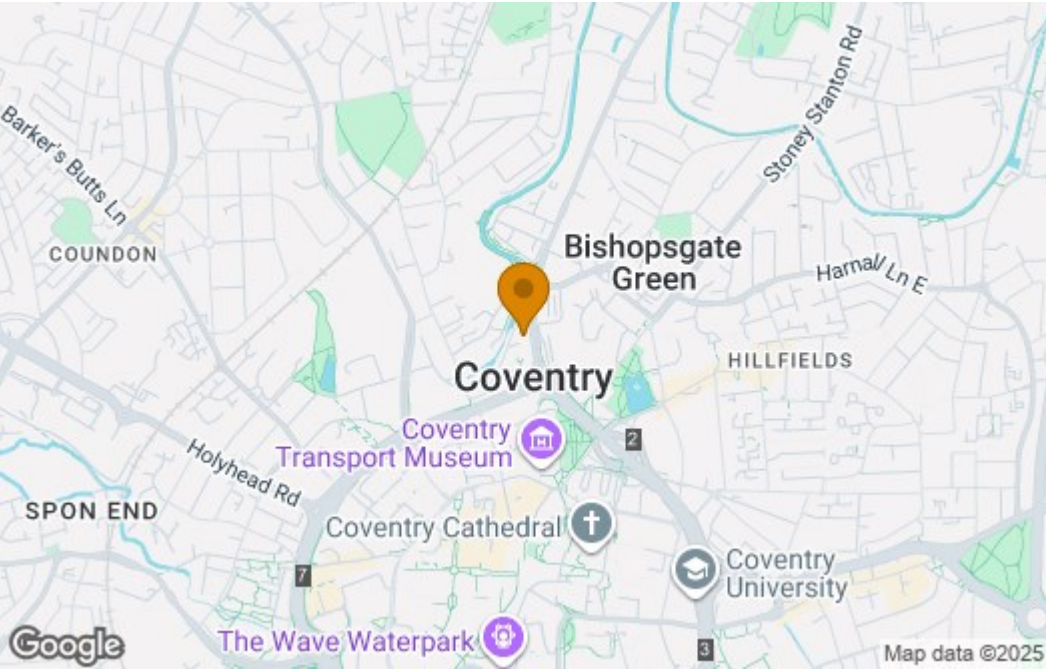 Barker's Butts Ln
Stoney Stanton Rd
COUNDON
Bishopsgate
Green
Harnall Ln E
Coventry
HILLFIELDS
Coventry
Transport Museum
2
Holyhead Rd
SPON END
Coventry Cathedral
7
Coventry
University
The Wave Waterpark
3
Google
Map data ©2025